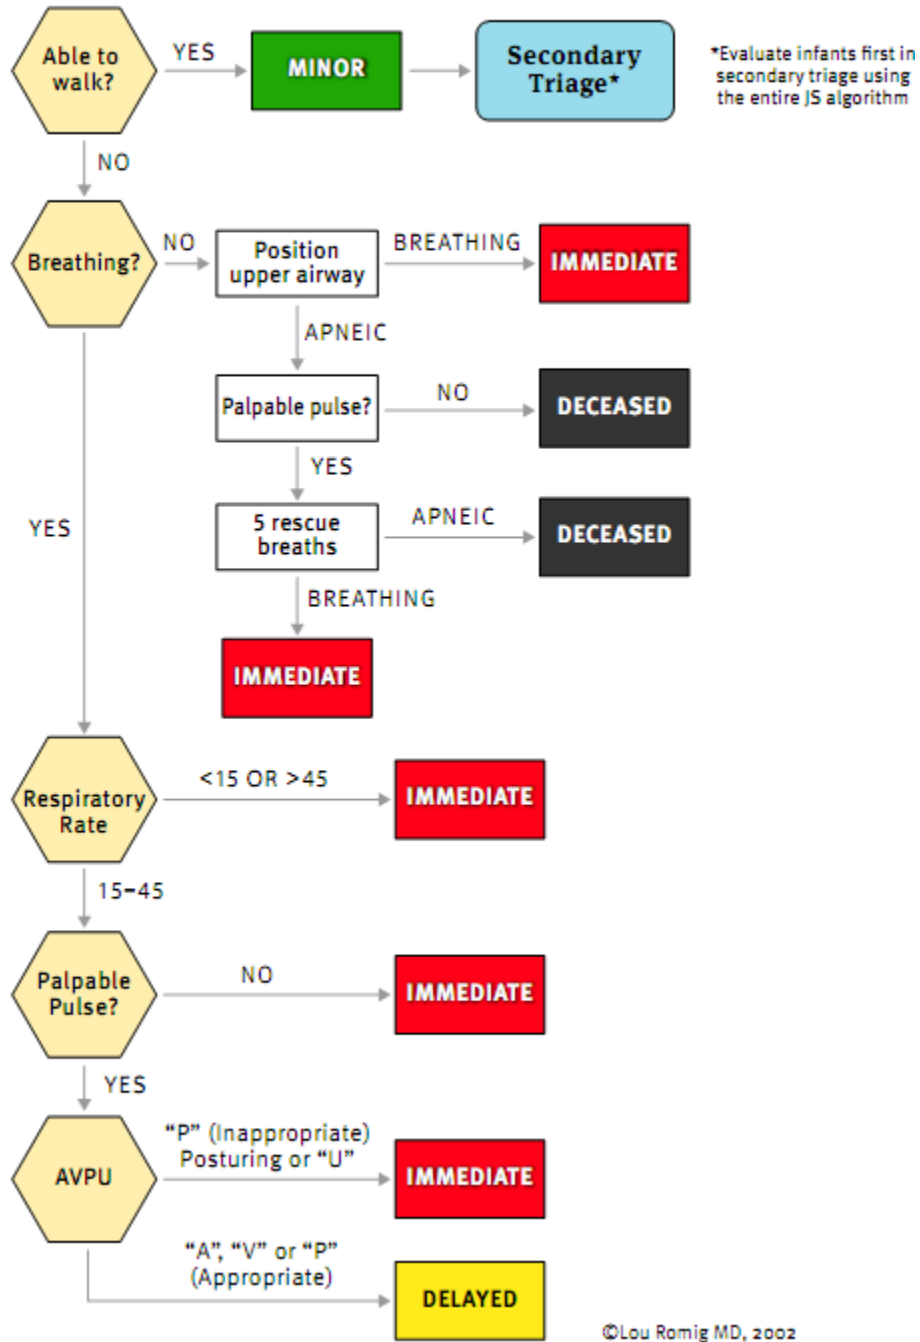 Able to
walk?
YES
MINOR
Secondary
Triage*
*Evaluate infants first in
secondary triage using
the entire JS algorithm
NO
Breathing?
NO
Position
upper airway
BREATHING
IMMEDIATE
APNEIC
Palpable pulse?
NO
DECEASED
YES
5 rescue
breaths
APNEIC
DECEASED
BREATHING
IMMEDIATE
YES
Respiratory
Rate
<15 OR >45
IMMEDIATE
15–45
Palpable
Pulse?
NO
IMMEDIATE
YES
AVPU
“P” (Inappropriate)
Posturing or “U”
IMMEDIATE
“A”, “V” or “P”
(Appropriate)
DELAYED
©Lou Romig MD, 2002